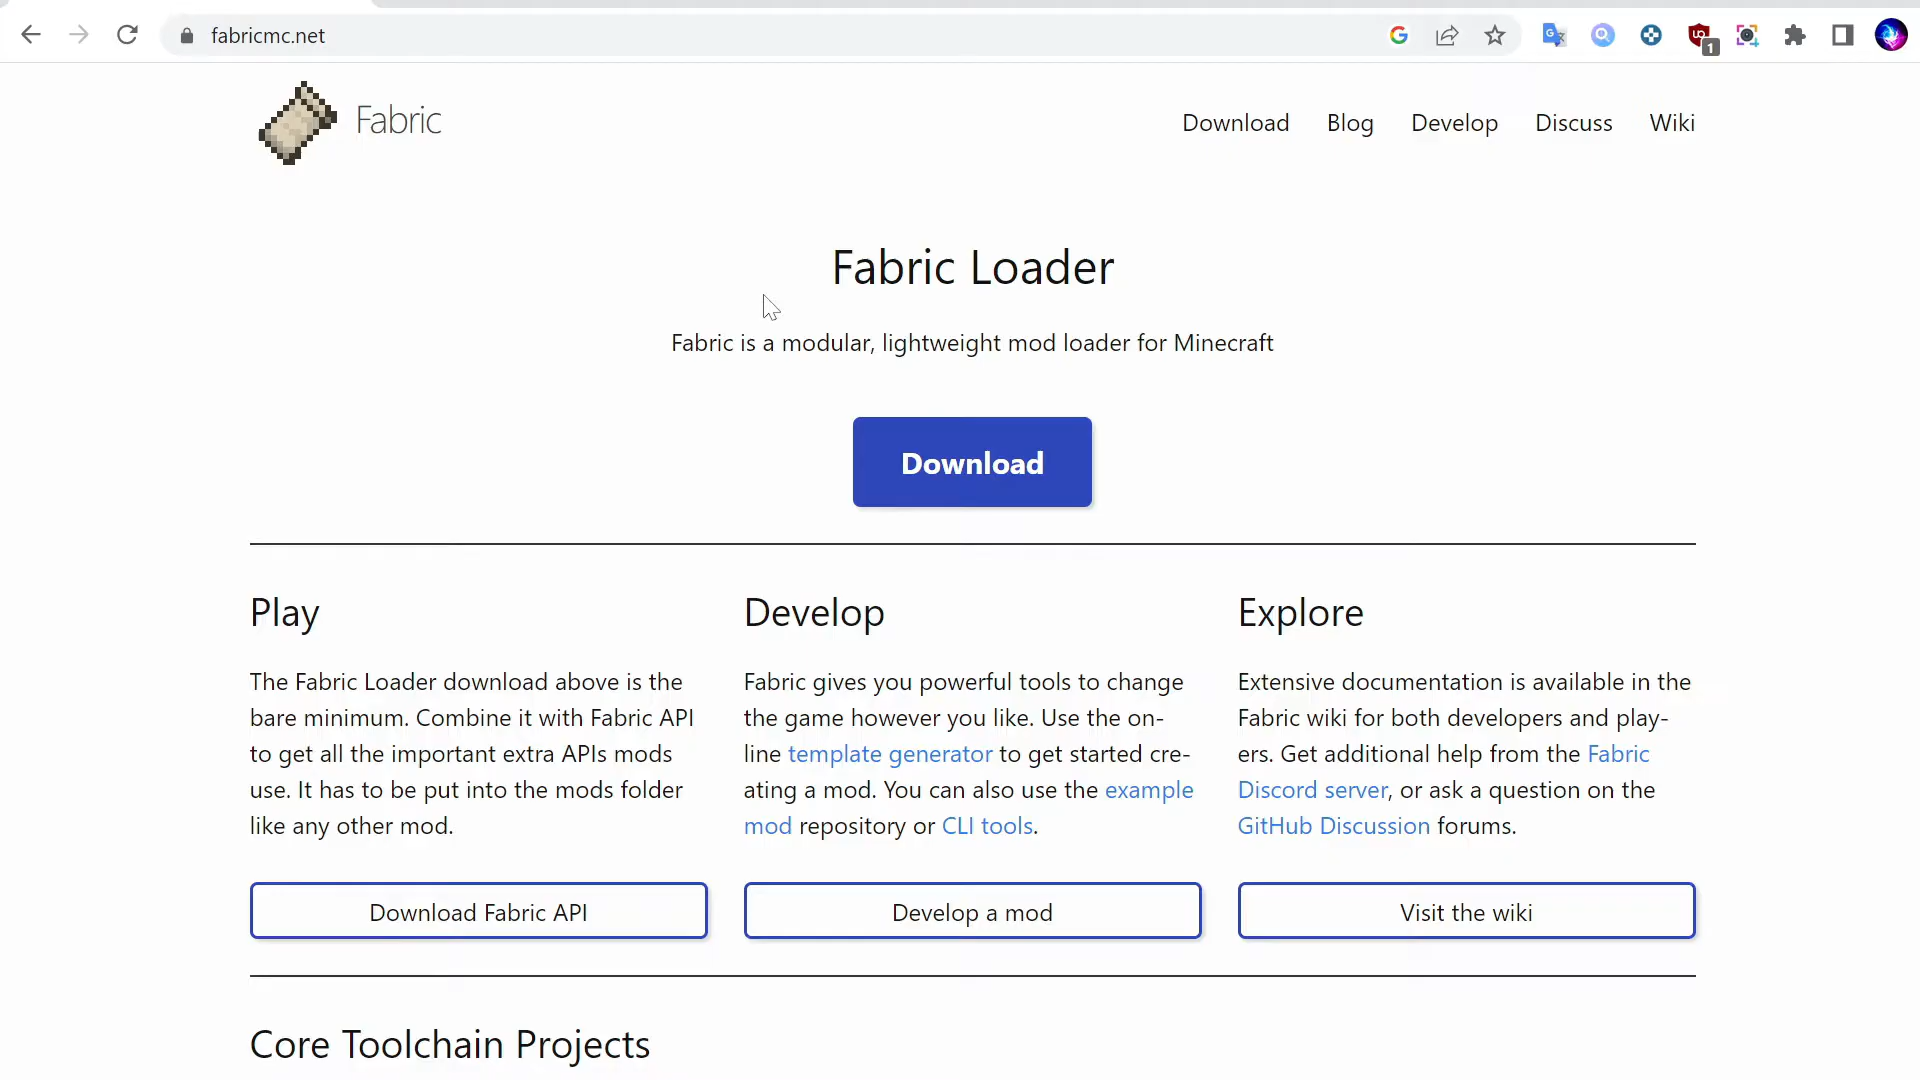 fabricmc.net
1
Fabric
Download Blog Develop Discuss Wiki
Fabric Loader
Fabric is a modular, lightweight mod loader for Minecraft
Download
Play
The Fabric Loader download above is the
bare minimum. Combine it with Fabric API
to get all the important extra APIs mods
use. It has to be put into the mods folder
like any other mod.
Download Fabric API
Develop
Fabric gives you powerful tools to change
the game however you like. Use the on-
line template generator to get started cre-
ating a mod. You can also use the example
mod repository or CLI tools.
Develop a mod
Explore
Extensive documentation is available in the
Fabric wiki for both developers and play-
ers. Get additional help from the Fabric
Discord server, or ask a question on the
GitHub Discussion forums.
Visit the wiki
Core Toolchain Projects